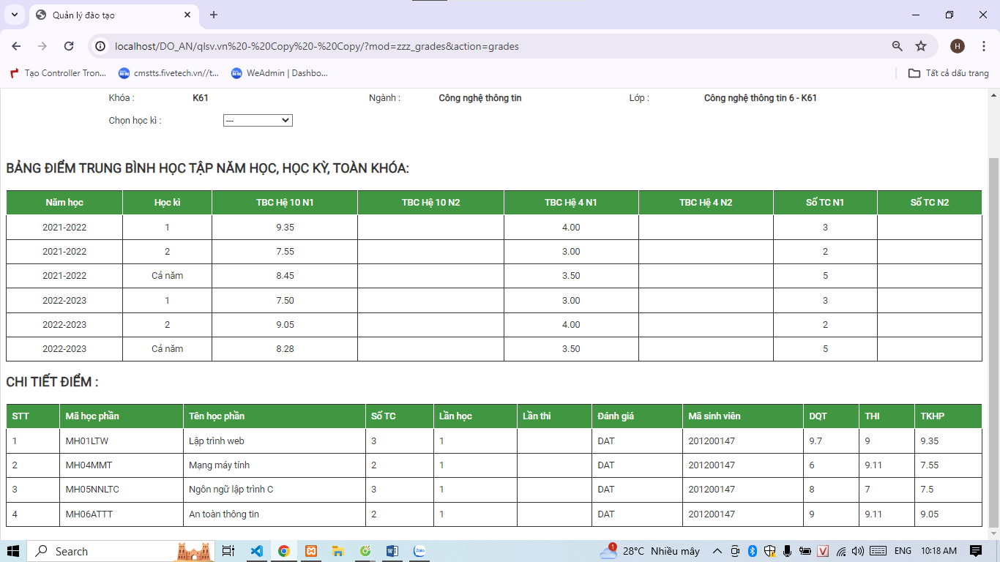 Quản lý đào tạo
localhost/DO_AN/qlsv.vn%20-%20Copy%20-%20Copy/?mod=zzz_grades&action=grades
H
Tạo Controller Tron...
cmstts.fivetech.vn//t...
WeAdmin | Dashbo...
Tất cả dấu trang
Khóa : K61 Ngành : Công nghệ thông tin Lớp : Công nghệ thông tin 6 - K61
Chọn học kì : ---
BẢNG ĐIỂM TRUNG BÌNH HỌC TẬP NĂM HỌC, HỌC KỲ, TOÀN KHÓA:
Năm học Học kì TBC Hệ 10 N1 TBC Hệ 10 N2 TBC Hệ 4 N1 TBC Hệ 4 N2 Số TC N1 Số TC N2
2021-2022 1 9.35 4.00 3
2021-2022 2 7.55 3.00 2
2021-2022 Cả năm 8.45 3.50 5
2022-2023 1 7.50 3.00 3
2022-2023 2 9.05 4.00 2
2022-2023 Cả năm 8.28 3.50 5
CHI TIẾT ĐIỂM :
STT Mã học phần Tên học phần Số TC Lần học Lần thi Đánh giá Mã sinh viên DQT THI TKHP
1 MH01LTW Lập trình web 3 1 DAT 201200147 9.7 9 9.35
2 MH04MMT Mạng máy tính 2 1 DAT 201200147 6 9.11 7.55
3 MH05NNLTC Ngôn ngữ lập trình C 3 1 DAT 201200147 8 7 7.5
4 MH06ATTT An toàn thông tin 2 1 DAT 201200147 9 9.11 9.05
Search
Zalo
1
28°C Nhiều mây
V
ENG
10:18 AM